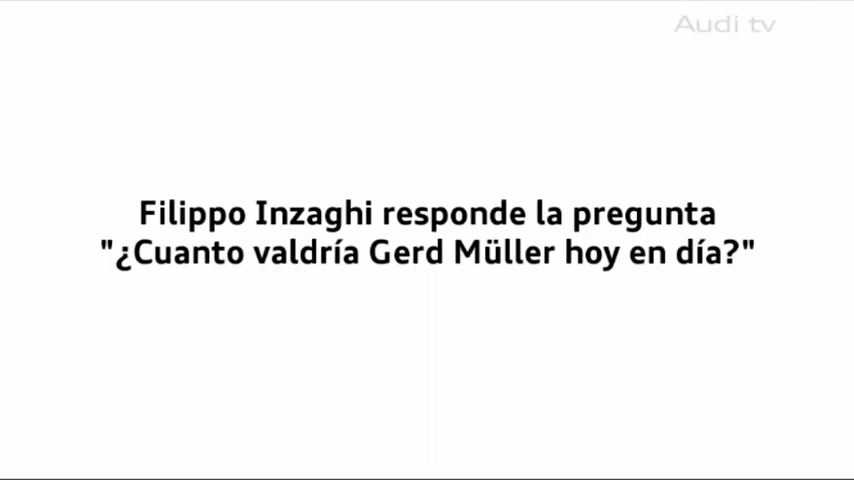 Audi tv
Filippo Inzaghi responde la pregunta
"¿Cuanto valdría Gerd Müller hoy en día?"